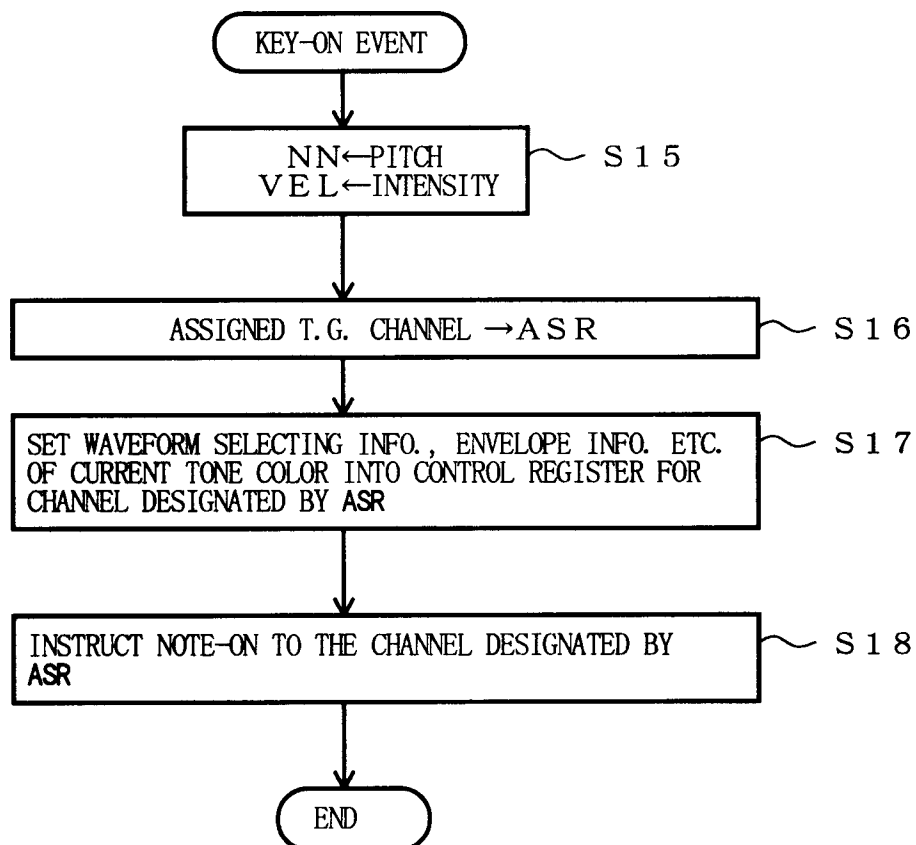 KEY-ON EVENT
NN←PITCH
VEL←INTENSITY
S15
ASSIGNED T.G. CHANNEL →ASR
S16
SET WAVEFORM SELECTING INFO., ENVELOPE INFO. ETC.
OF CURRENT TONE COLOR INTO CONTROL REGISTER FOR
CHANNEL DESIGNATED BY ASR
S17
INSTRUCT NOTE-ON TO THE CHANNEL DESIGNATED BY
ASR
S18
END